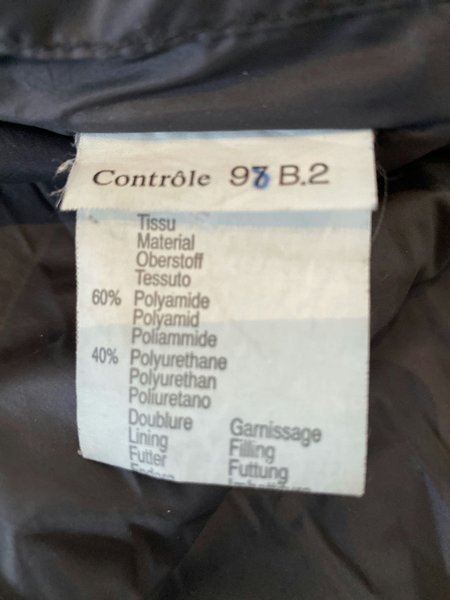 Contrôle 98 B.2
Tissu
Material
Oberstoff
Tessuto
60% Polyamide
Polyamid
Poliammide
40% Polyurethane
Polyurethan
Poliuretano
Doublure Garnissage
Lining Filling
Futter Futtung